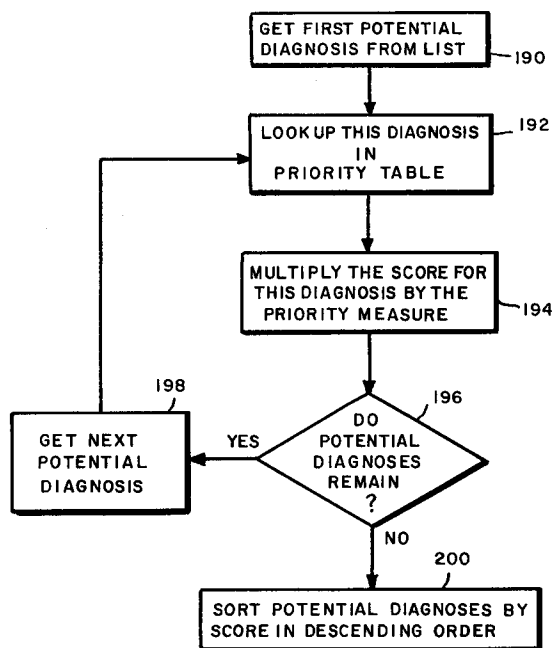 GET FIRST POTENTIAL
DIAGNOSIS FROM LIST
190
LOOK UP THIS DIAGNOSIS
IN
PRIORITY TABLE
192
MULTIPLY THE SCORE FOR
THIS DIAGNOSIS BY THE
PRIORITY MEASURE
194
196
DO
POTENTIAL
DIAGNOSES
REMAIN
?
YES
198
GET NEXT
POTENTIAL
DIAGNOSIS
NO
200
SORT POTENTIAL DIAGNOSES BY
SCORE IN DESCENDING ORDER